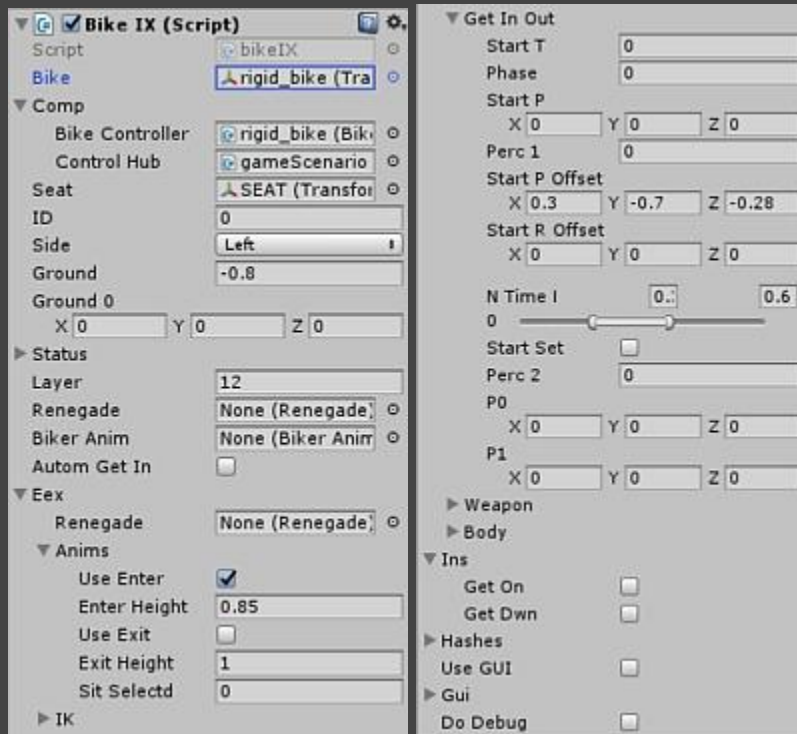 Bike IX (Script)
Script bikeIX
Bike rigid_bike (Tra
Comp
Bike Controller rigid_bike (Bik
Control Hub gameScenario
Seat SEAT (Transfor
ID 0
Side Left
Ground -0.8
Ground 0
X 0 Y 0 Z 0
Status
Layer 12
Renegade None (Renegade)
Biker Anim None (Biker Anim
Autom Get In
Eex
Renegade None (Renegade)
Anims
Use Enter
Enter Height 0.85
Use Exit
Exit Height 1
Sit Selectd 0
IK
Get In Out
Start T 0
Phase 0
Start P
X 0 Y 0 Z 0
Perc 1 0
Start P Offset
X 0.3 Y -0.7 Z -0.28
Start R Offset
X 0 Y 0 Z 0
N Time I 0.6
0
Start Set
Perc 2 0
P0
X 0 Y 0 Z 0
P1
X 0 Y 0 Z 0
Weapon
Body
Ins
Get On
Get Dwn
Hashes
Use GUI
Gui
Do Debug